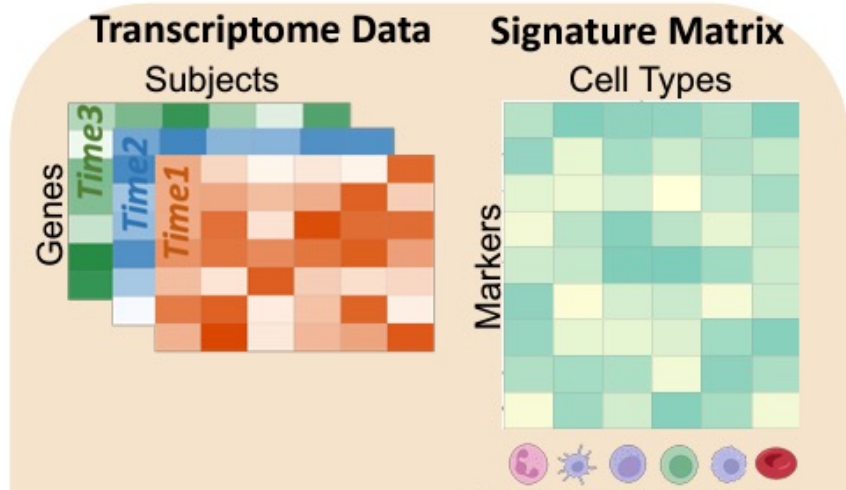 Transcriptome Data
Subjects
Genes
Time3
Time2
Time1
Signature Matrix
Cell Types
Markers